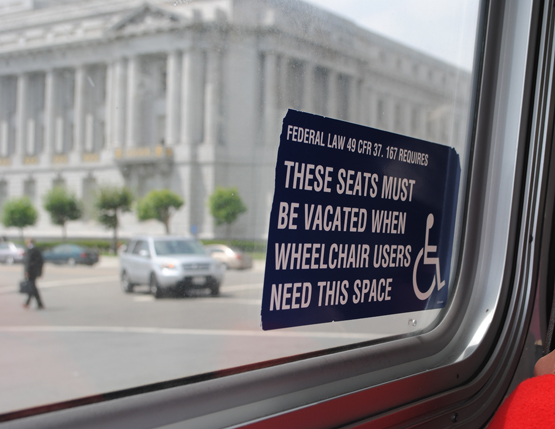 FEDERAL LAW 49 CFR 37. 167 REQUIRES
THESE SEATS MUST
BE VACATED WHEN
WHEELCHAIR USERS
NEED THIS SPACE